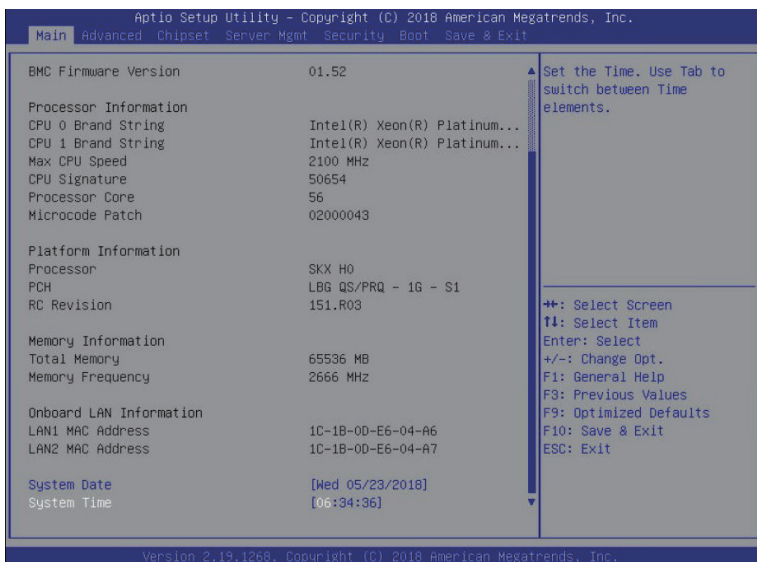 Aptio Setup Utility – Copyright (C) 2018 American Megatrends, Inc.
Main Advanced Chipset Server Mgmt Security Boot Save & Exit
BMC Firmware Version 01.52
Processor Information
CPU 0 Brand String Intel(R) Xeon(R) Platinum...
CPU 1 Brand String Intel(R) Xeon(R) Platinum...
Max CPU Speed 2100 MHz
CPU Signature 50654
Processor Core 56
Microcode Patch 02000043
Platform Information
Processor SKX H0
PCH LBG QS/PRQ - 1G - S1
RC Revision 151.R03
Memory Information
Total Memory 65536 MB
Memory Frequency 2666 MHz
Onboard LAN Information
LAN1 MAC Address 1C-1B-0D-E6-04-A6
LAN2 MAC Address 1C-1B-0D-E6-04-A7
System Date [Wed 05/23/2018]
System Time [06:34:36]
Set the Time. Use Tab to
switch between Time
elements.
→←: Select Screen
↑↓: Select Item
Enter: Select
+/-: Change Opt.
F1: General Help
F3: Previous Values
F9: Optimized Defaults
F10: Save & Exit
ESC: Exit
Version 2.19.1268. Copyright (C) 2018 American Megatrends, Inc.